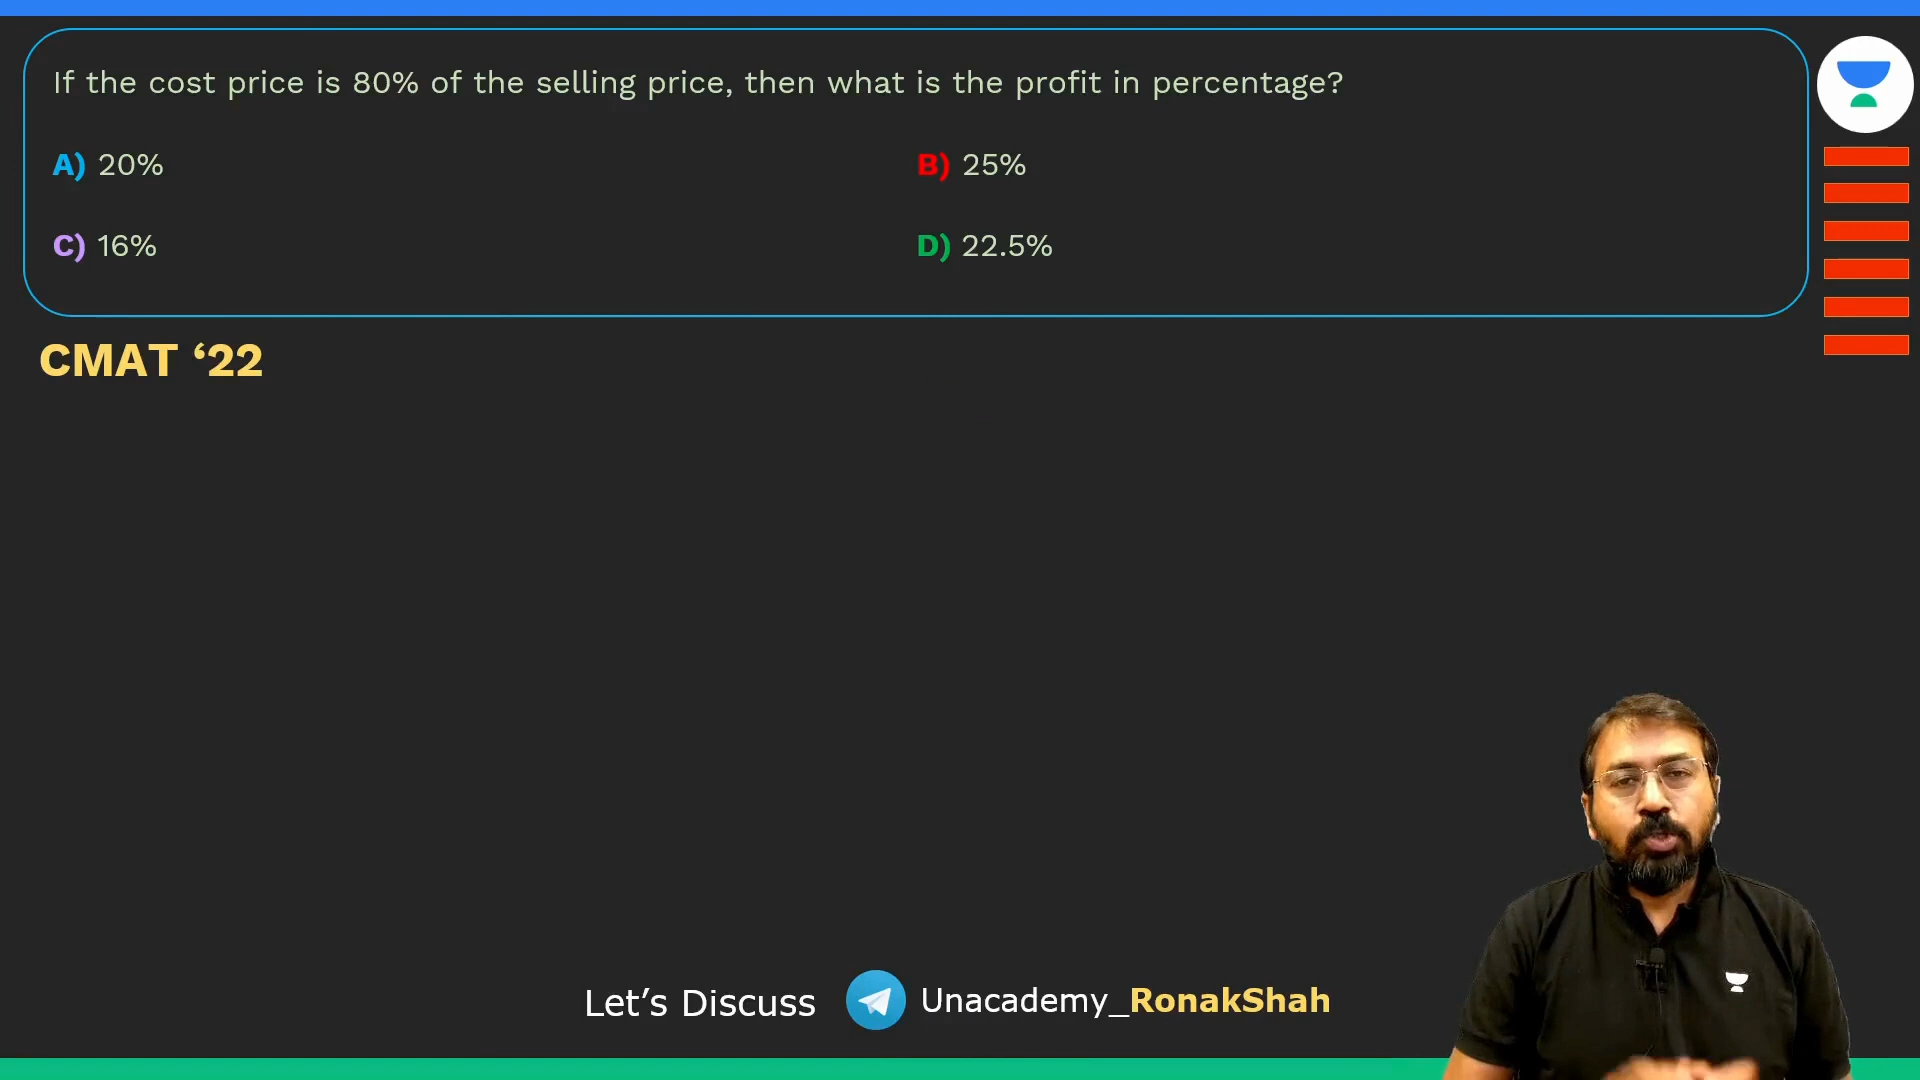 If the cost price is 80% of the selling price, then what is the profit in percentage?
A) 20%
B) 25%
C) 16%
D) 22.5%
CMAT ‘22
Let’s Discuss
Unacademy_RonakShah